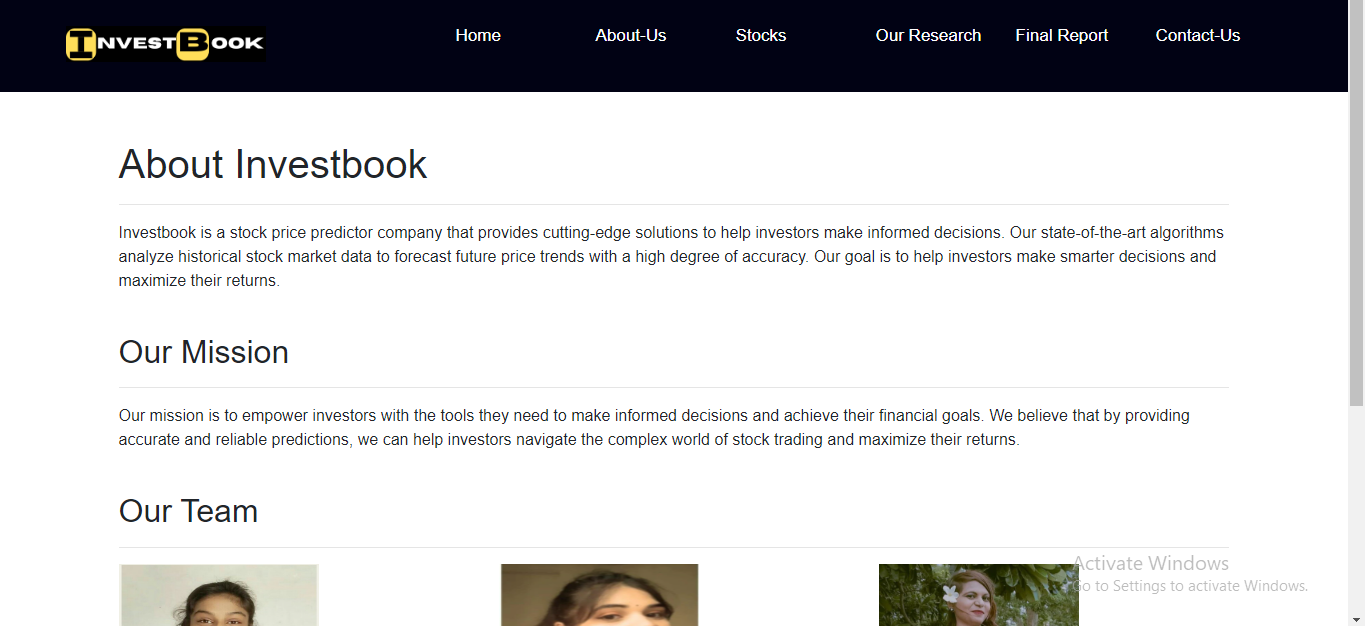 InvestBook
Home About-Us Stocks Our Research Final Report Contact-Us
About Investbook
Investbook is a stock price predictor company that provides cutting-edge solutions to help investors make informed decisions. Our state-of-the-art algorithms
analyze historical stock market data to forecast future price trends with a high degree of accuracy. Our goal is to help investors make smarter decisions and
maximize their returns.
Our Mission
Our mission is to empower investors with the tools they need to make informed decisions and achieve their financial goals. We believe that by providing
accurate and reliable predictions, we can help investors navigate the complex world of stock trading and maximize their returns.
Our Team
Activate Windows
Go to Settings to activate Windows.